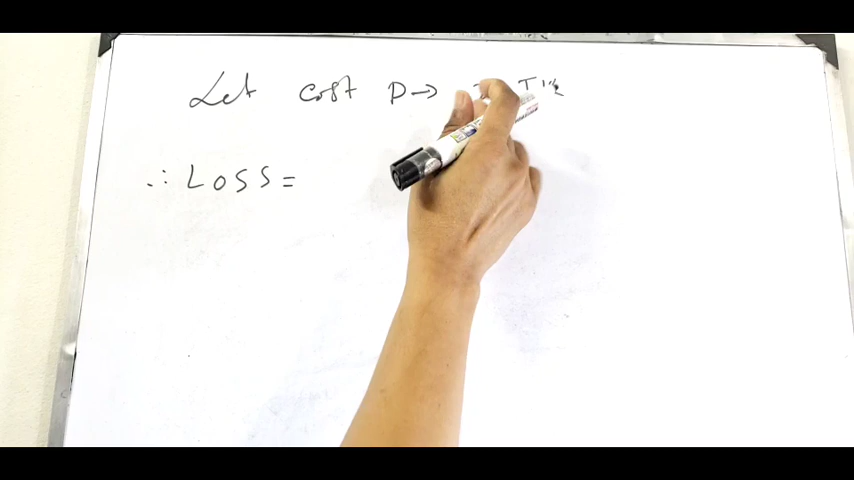 Let cost P→
∴ LOSS =